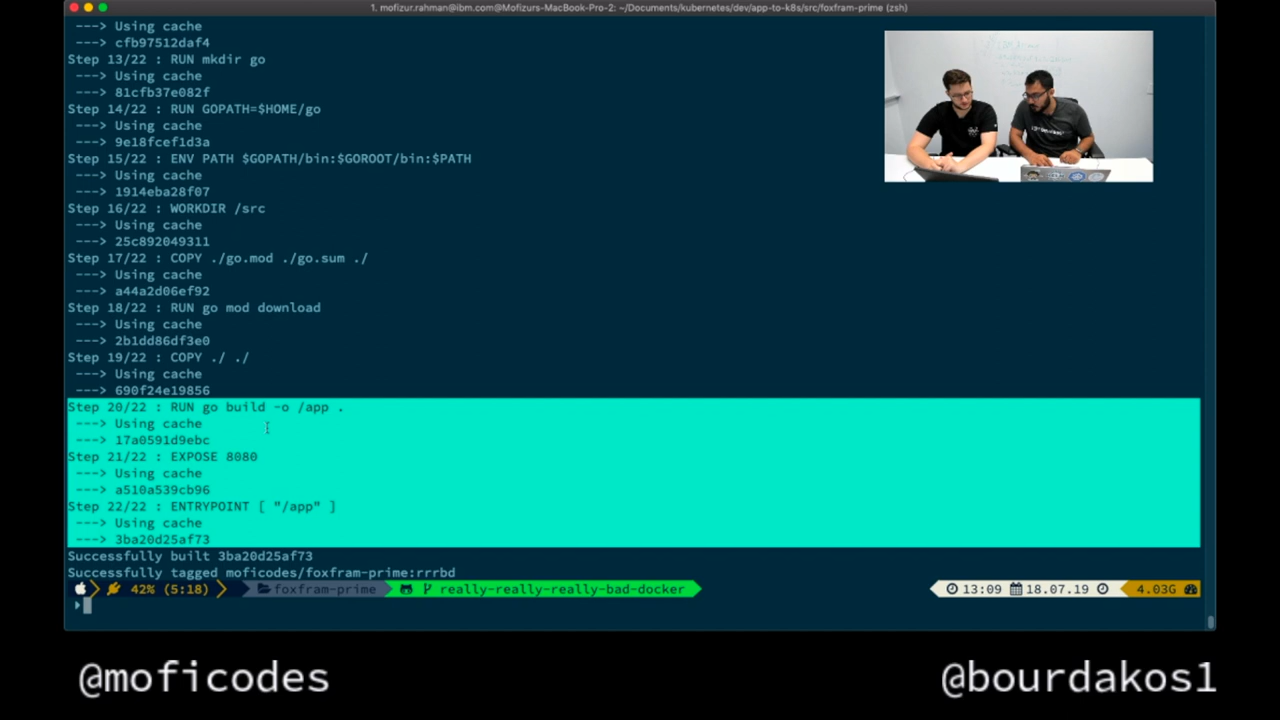 1. mofizur.rahman@ibm.com@Mofizurs-MacBook-Pro-2: ~/Documents/kubernetes/dev/app-to-k8s/src/foxfram-prime (zsh)
---> Using cache
---> cfb97512daf4
Step 13/22 : RUN mkdir go
---> Using cache
---> 81cfb37e082f
Step 14/22 : RUN GOPATH=$HOME/go
---> Using cache
---> 9e18fcef1d3a
Step 15/22 : ENV PATH $GOPATH/bin:$GOROOT/bin:$PATH
---> Using cache
---> 1914eba28f07
Step 16/22 : WORKDIR /src
---> Using cache
---> 25c892049311
Step 17/22 : COPY ./go.mod ./go.sum ./
---> Using cache
---> a44a2d06ef92
Step 18/22 : RUN go mod download
---> Using cache
---> 2b1dd86df3e0
Step 19/22 : COPY ./ ./
---> Using cache
---> 690f24e19856
Step 20/22 : RUN go build -o /app .
---> Using cache
---> 17a0591d9ebc
Step 21/22 : EXPOSE 8080
---> Using cache
---> a510a539cb96
Step 22/22 : ENTRYPOINT [ "/app" ]
---> Using cache
---> 3ba20d25af73
Successfully built 3ba20d25af73
Successfully tagged moficodes/foxfram-prime:rrrbd
42% (5:18) foxfram-prime really-really-really-bad-docker 13:09 18.07.19 4.03G
@moficodes @bourdakos1